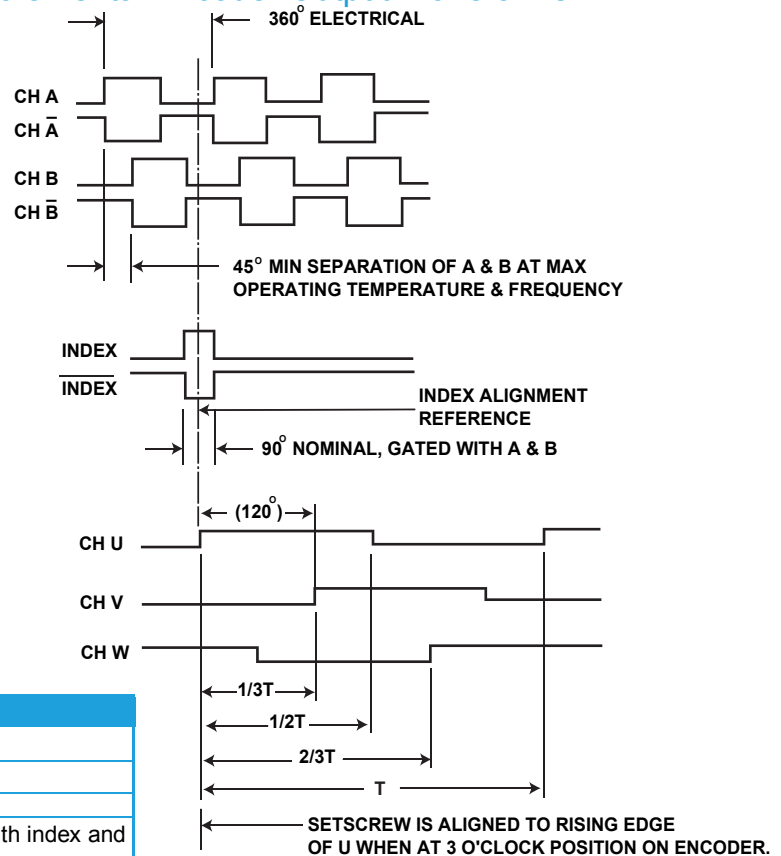 360° ELECTRICAL
CH A
CH A̅
CH B
CH B̅
45° MIN SEPARATION OF A & B AT MAX
OPERATING TEMPERATURE & FREQUENCY
INDEX
I̅N̅D̅E̅X̅
INDEX ALIGNMENT
REFERENCE
90° NOMINAL, GATED WITH A & B
(120°)
CH U
CH V
CH W
1/3T
1/2T
2/3T
T
th index and
SETSCREW IS ALIGNED TO RISING EDGE
OF U WHEN AT 3 O'CLOCK POSITION ON ENCODER.